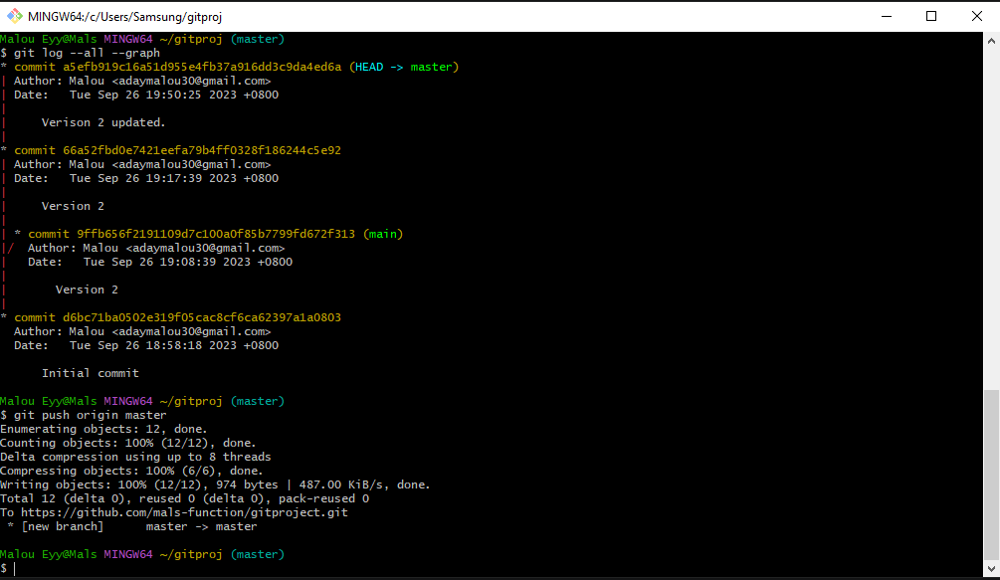 MINGW64:/c/Users/Samsung/gitproj
Malou Eyy@Mals MINGW64 ~/gitproj (master)
$ git log --all --graph
* commit a5efb919c16a51d955e4fb37a916dd3c9da4ed6a (HEAD -> master)
| Author: Malou <adaymalou30@gmail.com>
| Date:   Tue Sep 26 19:50:25 2023 +0800
|
|     Verison 2 updated.
|
* commit 66a52fbd0e7421eefa79b4ff0328f186244c5e92
| Author: Malou <adaymalou30@gmail.com>
| Date:   Tue Sep 26 19:17:39 2023 +0800
|
|     Version 2
|
| * commit 9ffb656f2191109d7c100a0f85b7799fd672f313 (main)
|/  Author: Malou <adaymalou30@gmail.com>
|   Date:   Tue Sep 26 19:08:39 2023 +0800
|
|       Version 2
|
* commit d6bc71ba0502e319f05cac8cf6ca62397a1a0803
  Author: Malou <adaymalou30@gmail.com>
  Date:   Tue Sep 26 18:58:18 2023 +0800

      Initial commit

Malou Eyy@Mals MINGW64 ~/gitproj (master)
$ git push origin master
Enumerating objects: 12, done.
Counting objects: 100% (12/12), done.
Delta compression using up to 8 threads
Compressing objects: 100% (6/6), done.
Writing objects: 100% (12/12), 974 bytes | 487.00 KiB/s, done.
Total 12 (delta 0), reused 0 (delta 0), pack-reused 0
To https://github.com/mals-function/gitproject.git
 * [new branch]      master -> master

Malou Eyy@Mals MINGW64 ~/gitproj (master)
$